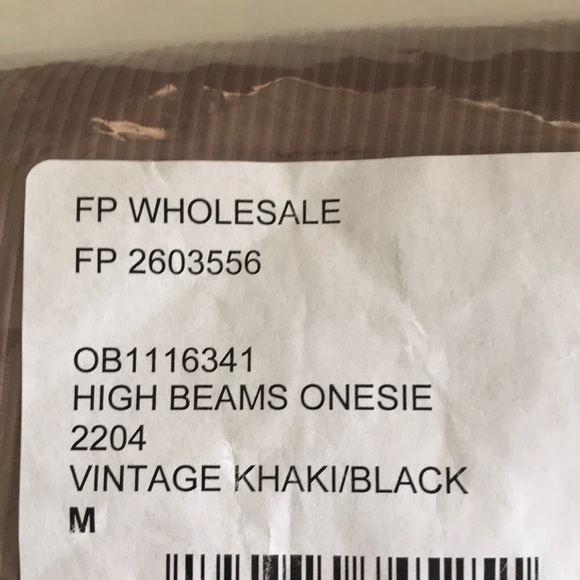 FP WHOLESALE
FP 2603556
OB1116341
HIGH BEAMS ONESIE
2204
VINTAGE KHAKI/BLACK
M